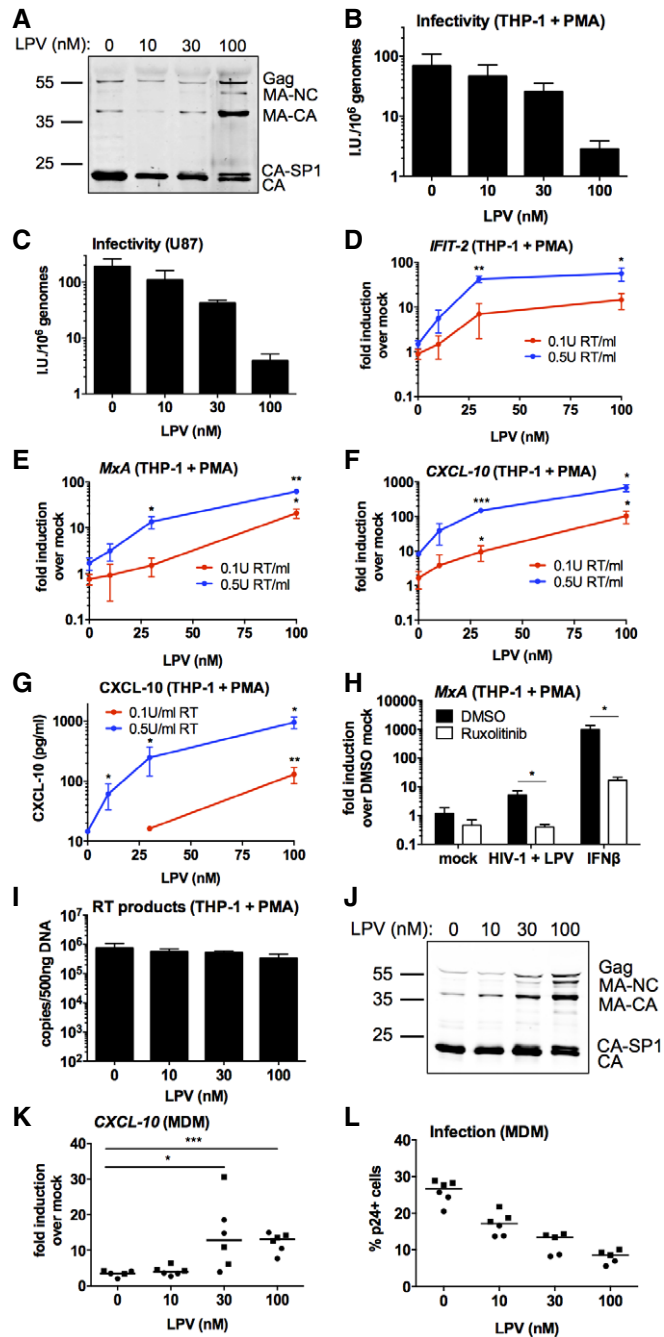 A
LPV (nM): 0 10 30 100
55
35
25
Gag
MA-NC
MA-CA
CA-SP1
CA
B
Infectivity (THP-1 + PMA)
I.U./10⁶ genomes
100
10
1
0 10 30 100
LPV (nM)
C
Infectivity (U87)
I.U./10⁶ genomes
100
10
1
0 10 30 100
LPV (nM)
D
IFIT-2 (THP-1 + PMA)
fold induction
over mock
100
10
1
0.1
** *
0.1U RT/ml
0.5U RT/ml
0 25 50 75 100
LPV (nM)
E
MxA (THP-1 + PMA)
fold induction
over mock
100
10
1
0.1
* **
*
0.1U RT/ml
0.5U RT/ml
0 25 50 75 100
LPV (nM)
F
CXCL-10 (THP-1 + PMA)
fold induction
over mock
1000
100
10
1
0.1
*** *
* *
0.1U RT/ml
0.5U RT/ml
0 25 50 75 100
LPV (nM)
G
CXCL-10 (THP-1 + PMA)
CXCL-10 (pg/ml)
1000
100
10
0.1U/ml RT
0.5U/ml RT
* * *
**
0 25 50 75 100
LPV (nM)
H
MxA (THP-1 + PMA)
fold induction
over DMSO mock
10000
1000
100
10
1
0.1
DMSO
Ruxolitinib
* *
mock HIV-1 + LPV IFNβ
I
RT products (THP-1 + PMA)
copies/500ng DNA
10⁷
10⁶
10⁵
10⁴
10³
10²
0 10 30 100
LPV (nM)
J
LPV (nM): 0 10 30 100
55
35
25
Gag
MA-NC
MA-CA
CA-SP1
CA
K
CXCL-10 (MDM)
fold induction
over mock
40
30
20
10
0
***
*
0 10 30 100
LPV (nM)
L
Infection (MDM)
% p24+ cells
40
30
20
10
0
0 10 30 100
LPV (nM)